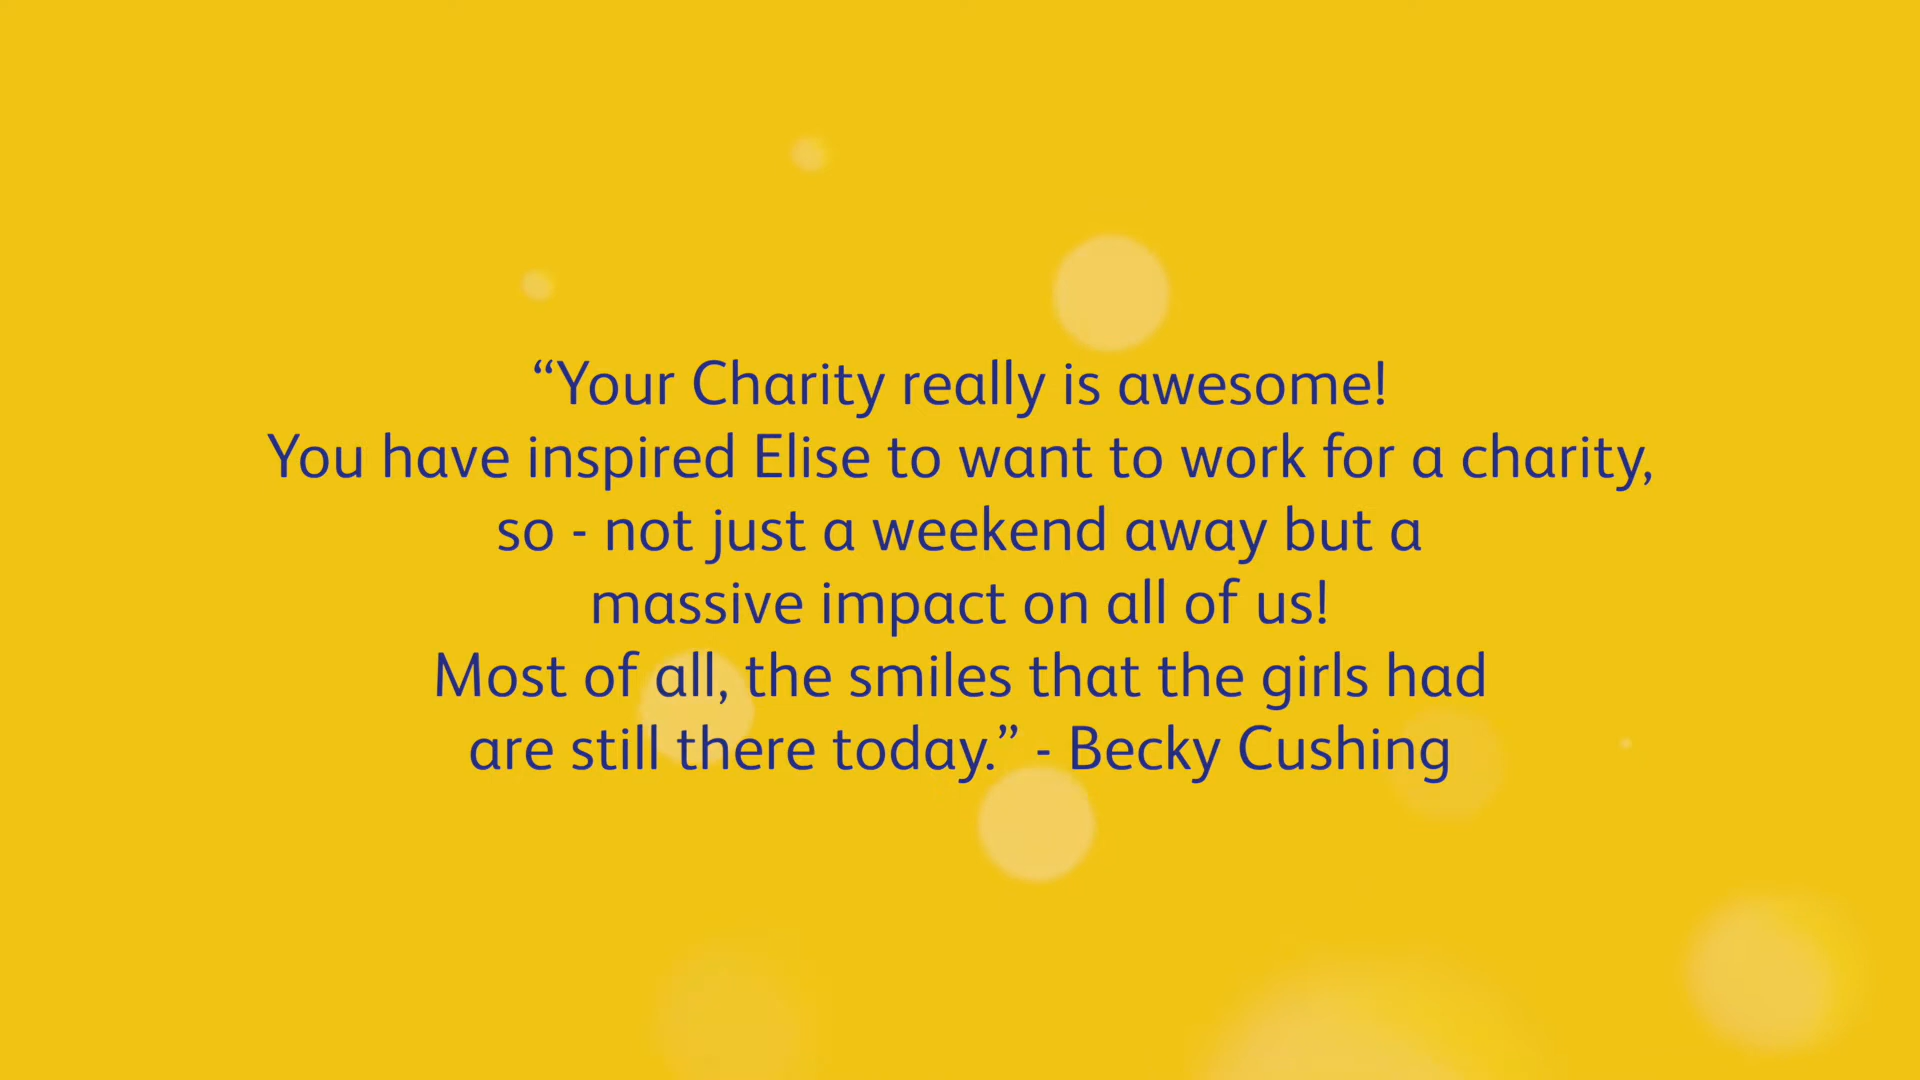 “Your Charity really is awesome!
You have inspired Elise to want to work for a charity,
so - not just a weekend away but a
massive impact on all of us!
Most of all, the smiles that the girls had
are still there today.” - Becky Cushing